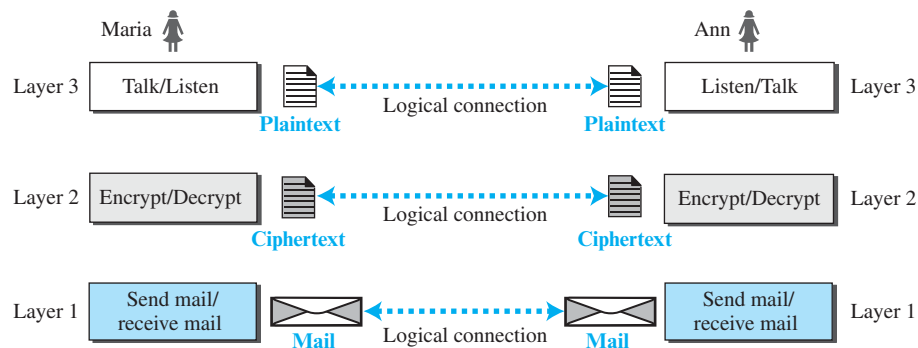 Maria
Ann
Layer 3
Talk/Listen
Logical connection
Listen/Talk
Layer 3
Plaintext
Plaintext
Layer 2
Encrypt/Decrypt
Logical connection
Encrypt/Decrypt
Layer 2
Ciphertext
Ciphertext
Layer 1
Send mail/
receive mail
Logical connection
Send mail/
receive mail
Layer 1
Mail
Mail